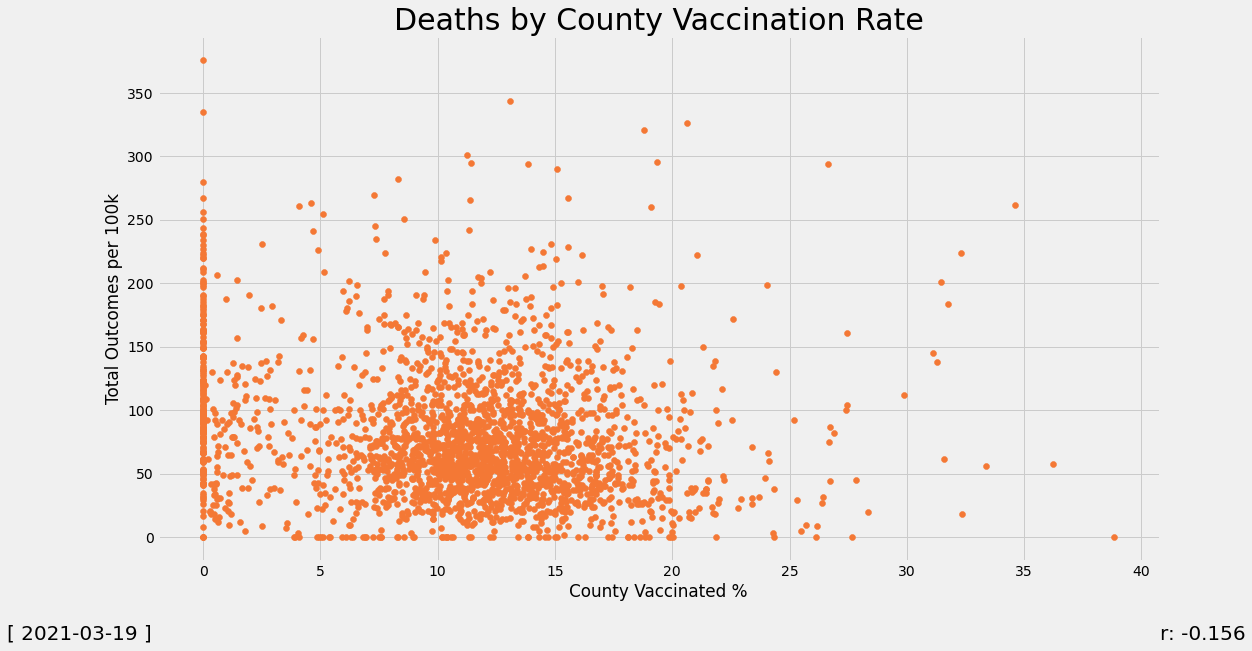 Deaths by County Vaccination Rate
Total Outcomes per 100k
350
300
250
200
150
100
50
0
0 5 10 15 20 25 30 35 40
County Vaccinated %
[ 2021-03-19 ]
r: -0.156